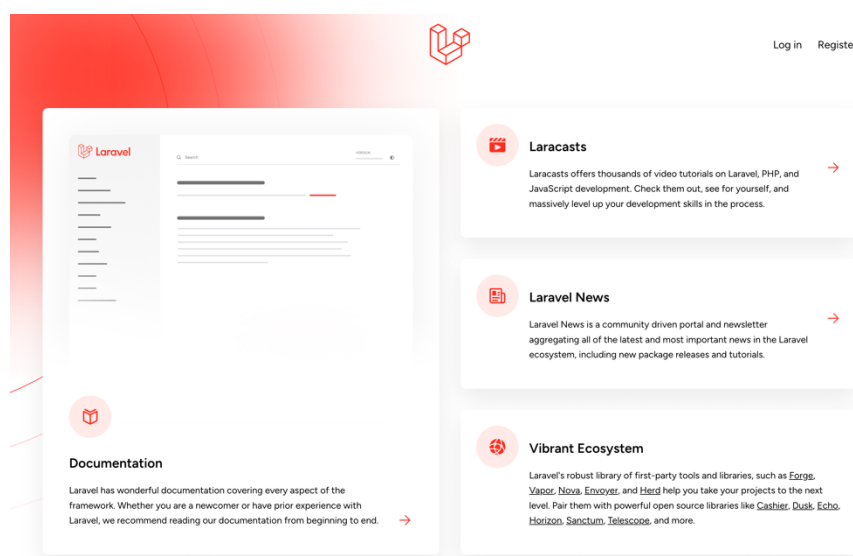 Log in Registe
Laravel
Search
Documentation
Laravel has wonderful documentation covering every aspect of the
framework. Whether you are a newcomer or have prior experience with
Laravel, we recommend reading our documentation from beginning to end.
Laracasts
Laracasts offers thousands of video tutorials on Laravel, PHP, and
JavaScript development. Check them out, see for yourself, and
massively level up your development skills in the process.
Laravel News
Laravel News is a community driven portal and newsletter
aggregating all of the latest and most important news in the Laravel
ecosystem, including new package releases and tutorials.
Vibrant Ecosystem
Laravel's robust library of first-party tools and libraries, such as Forge,
Vapor, Nova, Envoyer, and Herd help you take your projects to the next
level. Pair them with powerful open source libraries like Cashier, Dusk, Echo,
Horizon, Sanctum, Telescope, and more.